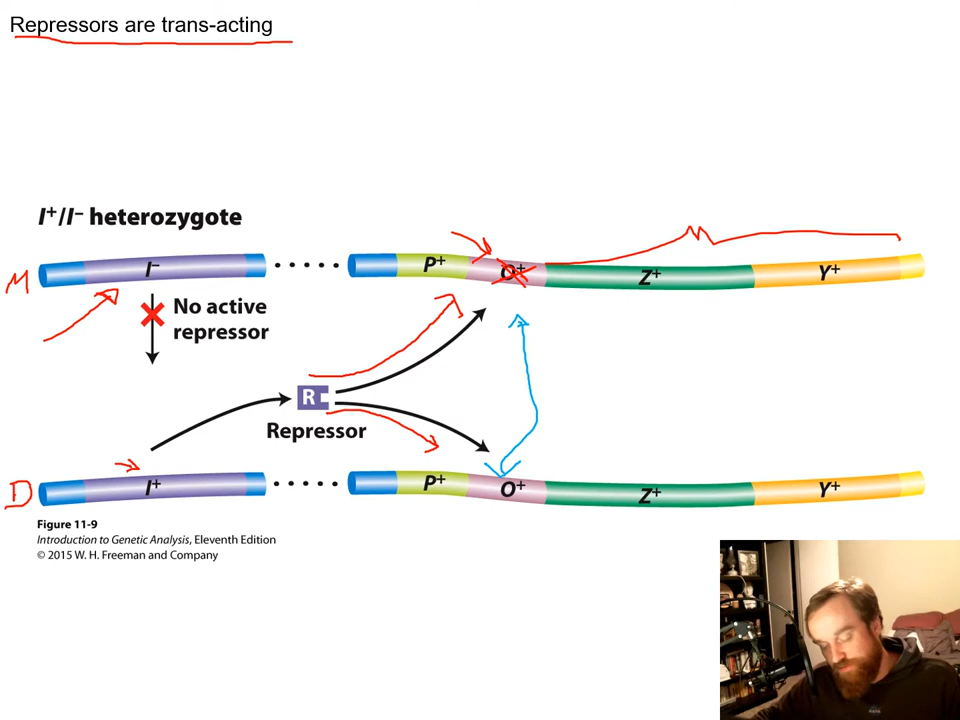 Repressors are trans-acting
I⁺/I⁻ heterozygote
M
I⁻
P⁺
O⁺
Z⁺
Y⁺
No active
repressor
R
Repressor
D
I⁺
P⁺
O⁺
Z⁺
Y⁺
Figure 11-9
Introduction to Genetic Analysis, Eleventh Edition
© 2015 W. H. Freeman and Company